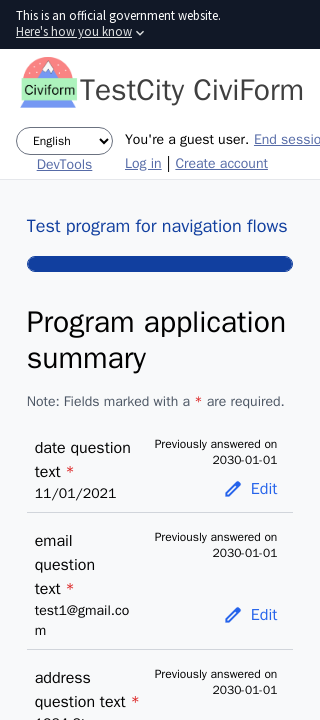 This is an official government website.
Here's how you know
Civiform
TestCity CiviForm
English
You're a guest user. End sessio
DevTools
Log in | Create account
Test program for navigation flows
Program application
summary
Note: Fields marked with a * are required.
date question
text *
11/01/2021
Previously answered on
2030-01-01
Edit
email
question
text *
test1@gmail.co
m
Previously answered on
2030-01-01
Edit
address
question text *
Previously answered on
2030-01-01